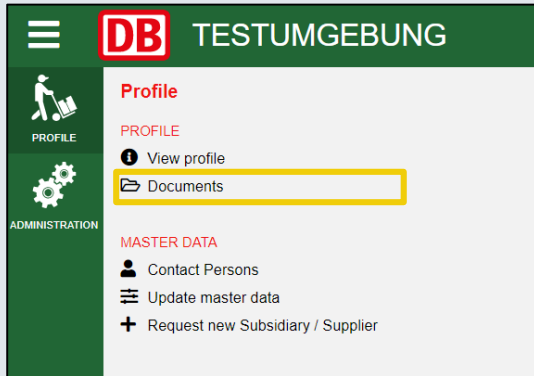 DB TESTUMGEBUNG
PROFILE
ADMINISTRATION
Profile
PROFILE
View profile
Documents
MASTER DATA
Contact Persons
Update master data
Request new Subsidiary / Supplier